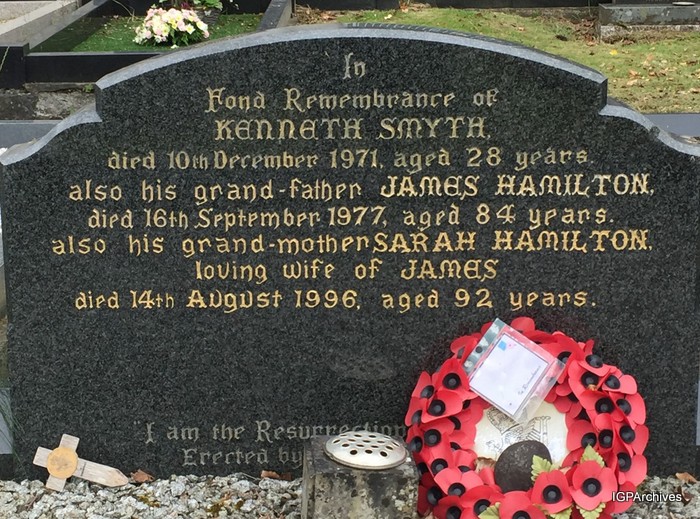 In
Fond Remembrance of
KENNETH SMYTH.
died 10th December 1971, aged 28 years.
also his grand-father JAMES HAMILTON,
died 16th September 1977, aged 84 years.
also his grand-mother SARAH HAMILTON,
loving wife of JAMES
died 14th August 1996, aged 92 years.
"I am the Resurrection
Erected by
In Remembrance
IGPArchives